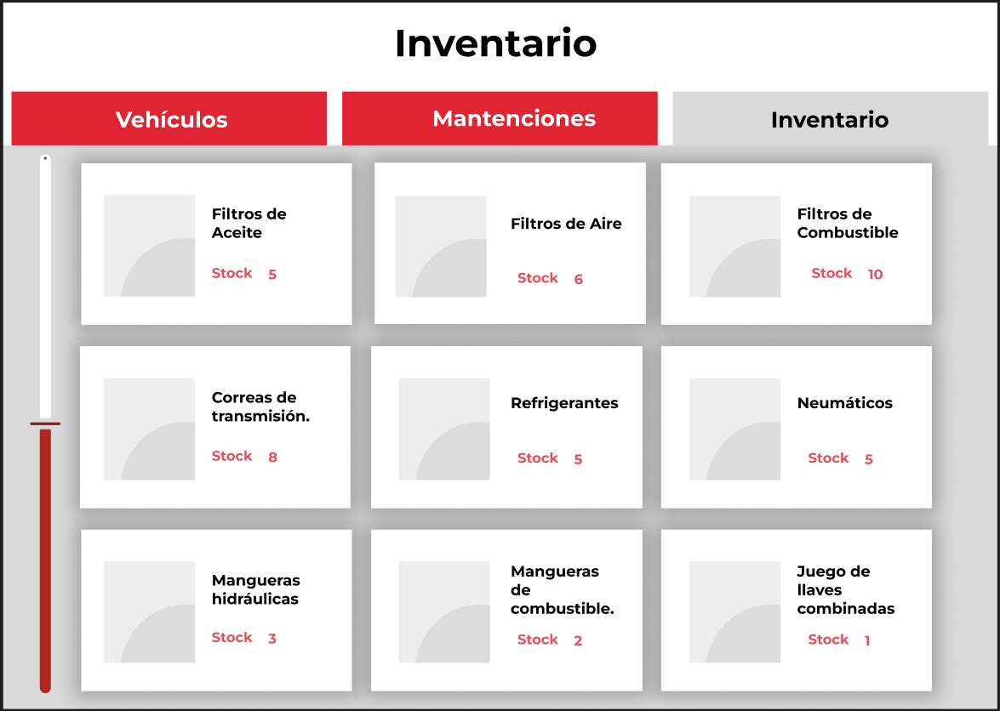 Inventario
Vehículos
Mantenciones
Inventario
Filtros de
Aceite
Stock 5
Filtros de Aire
Stock 6
Filtros de
Combustible
Stock 10
Correas de
transmisión.
Stock 8
Refrigerantes
Stock 5
Neumáticos
Stock 5
Mangueras
hidráulicas
Stock 3
Mangueras
de
combustible.
Stock 2
Juego de
llaves
combinadas
Stock 1